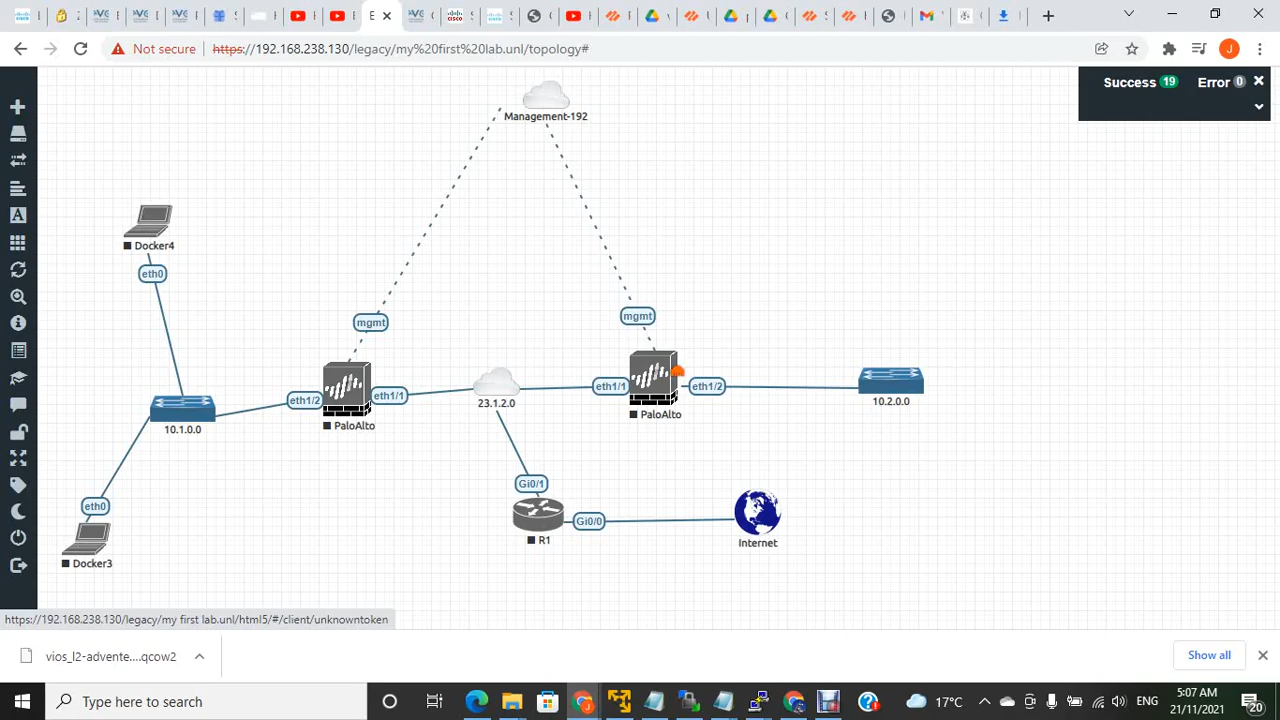 E
Not secure
https://192.168.238.130/legacy/my%20first%20lab.unl/topology#
J
Success 19 Error 0
Management-192
Docker4
eth0
mgmt
mgmt
eth1/2
eth1/1
eth1/1
eth1/2
10.1.0.0
PaloAlto
23.1.2.0
PaloAlto
10.2.0.0
Gi0/1
eth0
Gi0/0
R1
Internet
Docker3
https://192.168.238.130/legacy/my first lab.unl/html5/#/client/unknowntoken
vios_l2-advente....qcow2
Show all
Type here to search
17°C
ENG
5:07 AM
21/11/2021
20